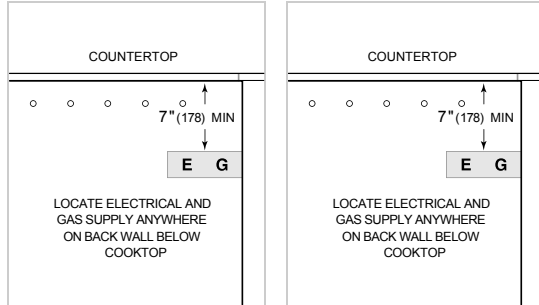 COUNTERTOP
7" (178) MIN
E G
LOCATE ELECTRICAL AND
GAS SUPPLY ANYWHERE
ON BACK WALL BELOW
COOKTOP
COUNTERTOP
7" (178) MIN
E G
LOCATE ELECTRICAL AND
GAS SUPPLY ANYWHERE
ON BACK WALL BELOW
COOKTOP